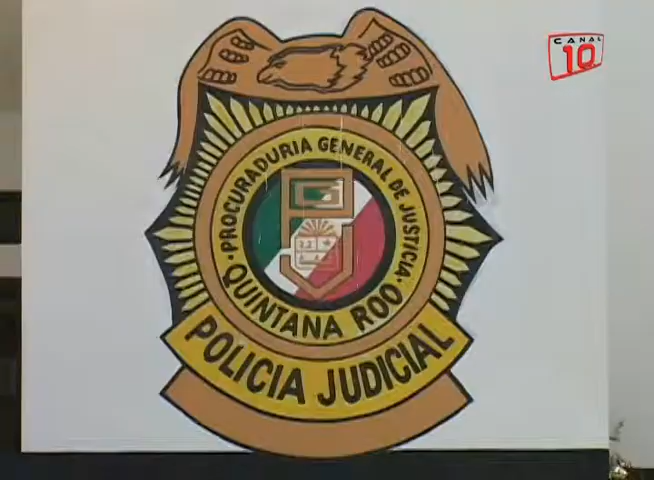 CANAL
10
PROCURADURIA GENERAL DE JUSTICIA
QUINTANA ROO
POLICIA JUDICIAL